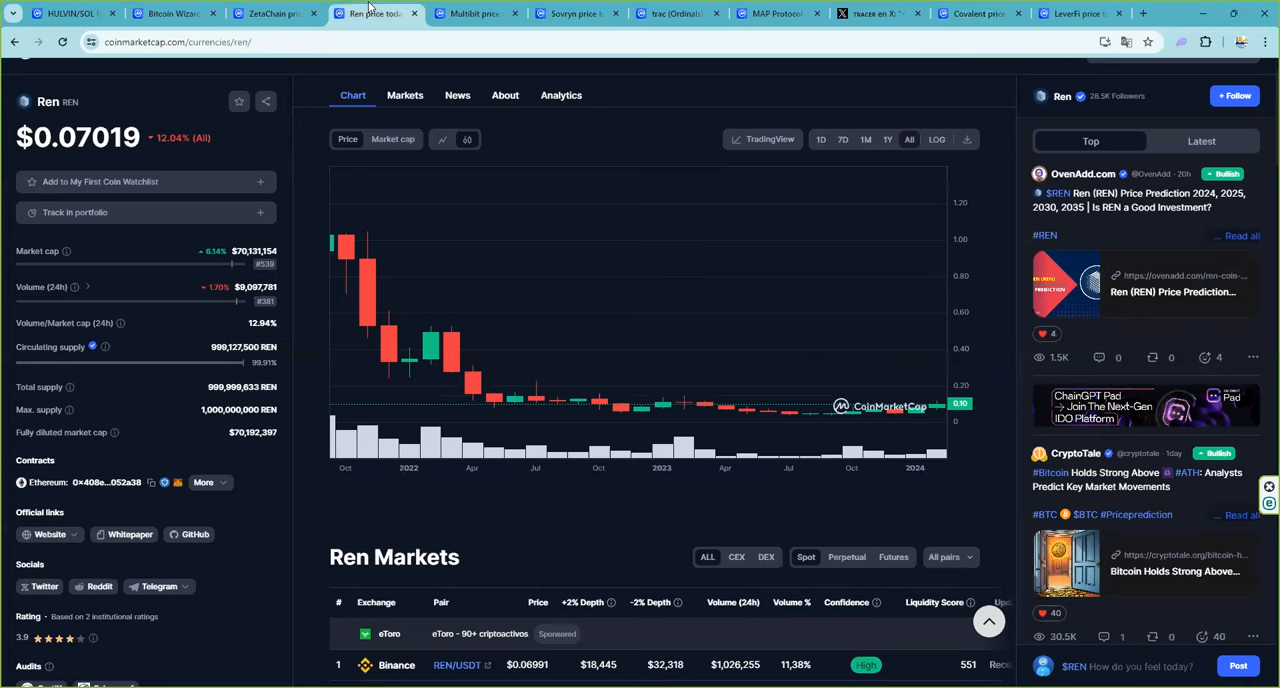 HULVIN/SOL
Bitcoin Wizar
ZetaChain pric
Ren price toda
Multibit price
Sovryn price t
trac (Ordinals)
MAP Protocol
TRACER en X:
Covalent price
LeverFi price t
coinmarketcap.com/currencies/ren/
Ren REN
$0.07019 12.04% (All)
Add to My First Coin Watchlist
Track in portfolio
Market cap 6.14% $70,131,154
#539
Volume (24h) 1.70% $9,097,781
#381
Volume/Market cap (24h) 12.94%
Circulating supply 999,127,500 REN
99.91%
Total supply 999,999,633 REN
Max. supply 1,000,000,000 REN
Fully diluted market cap $70,192,397
Contracts
Ethereum: 0x408e...052a38 More
Official links
Website Whitepaper GitHub
Socials
Twitter Reddit Telegram
Rating · Based on 2 institutional ratings
3.9
Audits
Chart Markets News About Analytics
Price Market cap TradingView 1D 7D 1M 1Y All LOG
1.20
1.00
0.80
0.60
0.40
0.20
0.10
0
CoinMarketCap
Oct 2022 Apr Jul Oct 2023 Apr Jul Oct 2024
Ren Markets ALL CEX DEX Spot Perpetual Futures All pairs
# Exchange Pair Price +2% Depth -2% Depth Volume (24h) Volume % Confidence Liquidity Score
eToro eToro - 90+ criptoactivos Sponsored
1 Binance REN/USDT $0.06991 $18,445 $32,318 $1,026,255 11,38% High 551
Ren 28.5K Followers + Follow
Top Latest
OvenAdd.com @OvenAdd · 20h Bullish
$REN Ren (REN) Price Prediction 2024, 2025,
2030, 2035 | Is REN a Good Investment?
#REN ... Read all
REN (REN)
PREDICTION
https://ovenadd.com/ren-coin-...
Ren (REN) Price Prediction...
4
1.5K 0 0 4
ChainGPT Pad
→ Join The Next-Gen
IDO Platform
Pad
CryptoTale @cryptotale · 1day Bullish
#Bitcoin Holds Strong Above #ATH: Analysts
Predict Key Market Movements
#BTC $BTC #Priceprediction ... Read all
https://cryptotale.org/bitcoin-h...
Bitcoin Holds Strong Above...
40
30.5K 1 0 40
$REN How do you feel today? Post